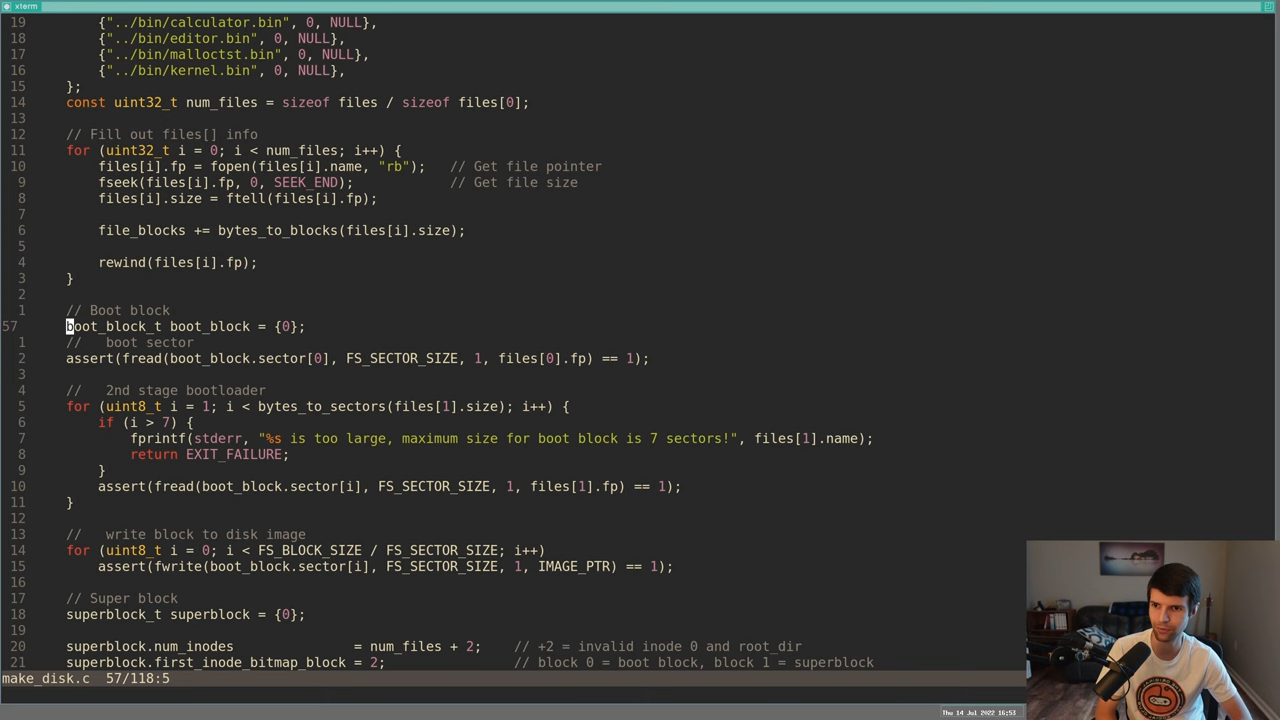 xterm
19 {"../bin/calculator.bin", 0, NULL},
18 {"../bin/editor.bin", 0, NULL},
17 {"../bin/malloctst.bin", 0, NULL},
16 {"../bin/kernel.bin", 0, NULL},
15 };
14 const uint32_t num_files = sizeof files / sizeof files[0];
13
12 // Fill out files[] info
11 for (uint32_t i = 0; i < num_files; i++) {
10 files[i].fp = fopen(files[i].name, "rb"); // Get file pointer
9 fseek(files[i].fp, 0, SEEK_END); // Get file size
8 files[i].size = ftell(files[i].fp);
7
6 file_blocks += bytes_to_blocks(files[i].size);
5
4 rewind(files[i].fp);
3 }
2
1 // Boot block
57 boot_block_t boot_block = {0};
1 // boot sector
2 assert(fread(boot_block.sector[0], FS_SECTOR_SIZE, 1, files[0].fp) == 1);
3
4 // 2nd stage bootloader
5 for (uint8_t i = 1; i < bytes_to_sectors(files[1].size); i++) {
6 if (i > 7) {
7 fprintf(stderr, "%s is too large, maximum size for boot block is 7 sectors!", files[1].name);
8 return EXIT_FAILURE;
9 }
10 assert(fread(boot_block.sector[i], FS_SECTOR_SIZE, 1, files[1].fp) == 1);
11 }
12
13 // write block to disk image
14 for (uint8_t i = 0; i < FS_BLOCK_SIZE / FS_SECTOR_SIZE; i++)
15 assert(fwrite(boot_block.sector[i], FS_SECTOR_SIZE, 1, IMAGE_PTR) == 1);
16
17 // Super block
18 superblock_t superblock = {0};
19
20 superblock.num_inodes = num_files + 2; // +2 = invalid inode 0 and root_dir
21 superblock.first_inode_bitmap_block = 2; // block 0 = boot block, block 1 = superblock
make_disk.c 57/118:5
Thu 14 Jul 2022 16:53